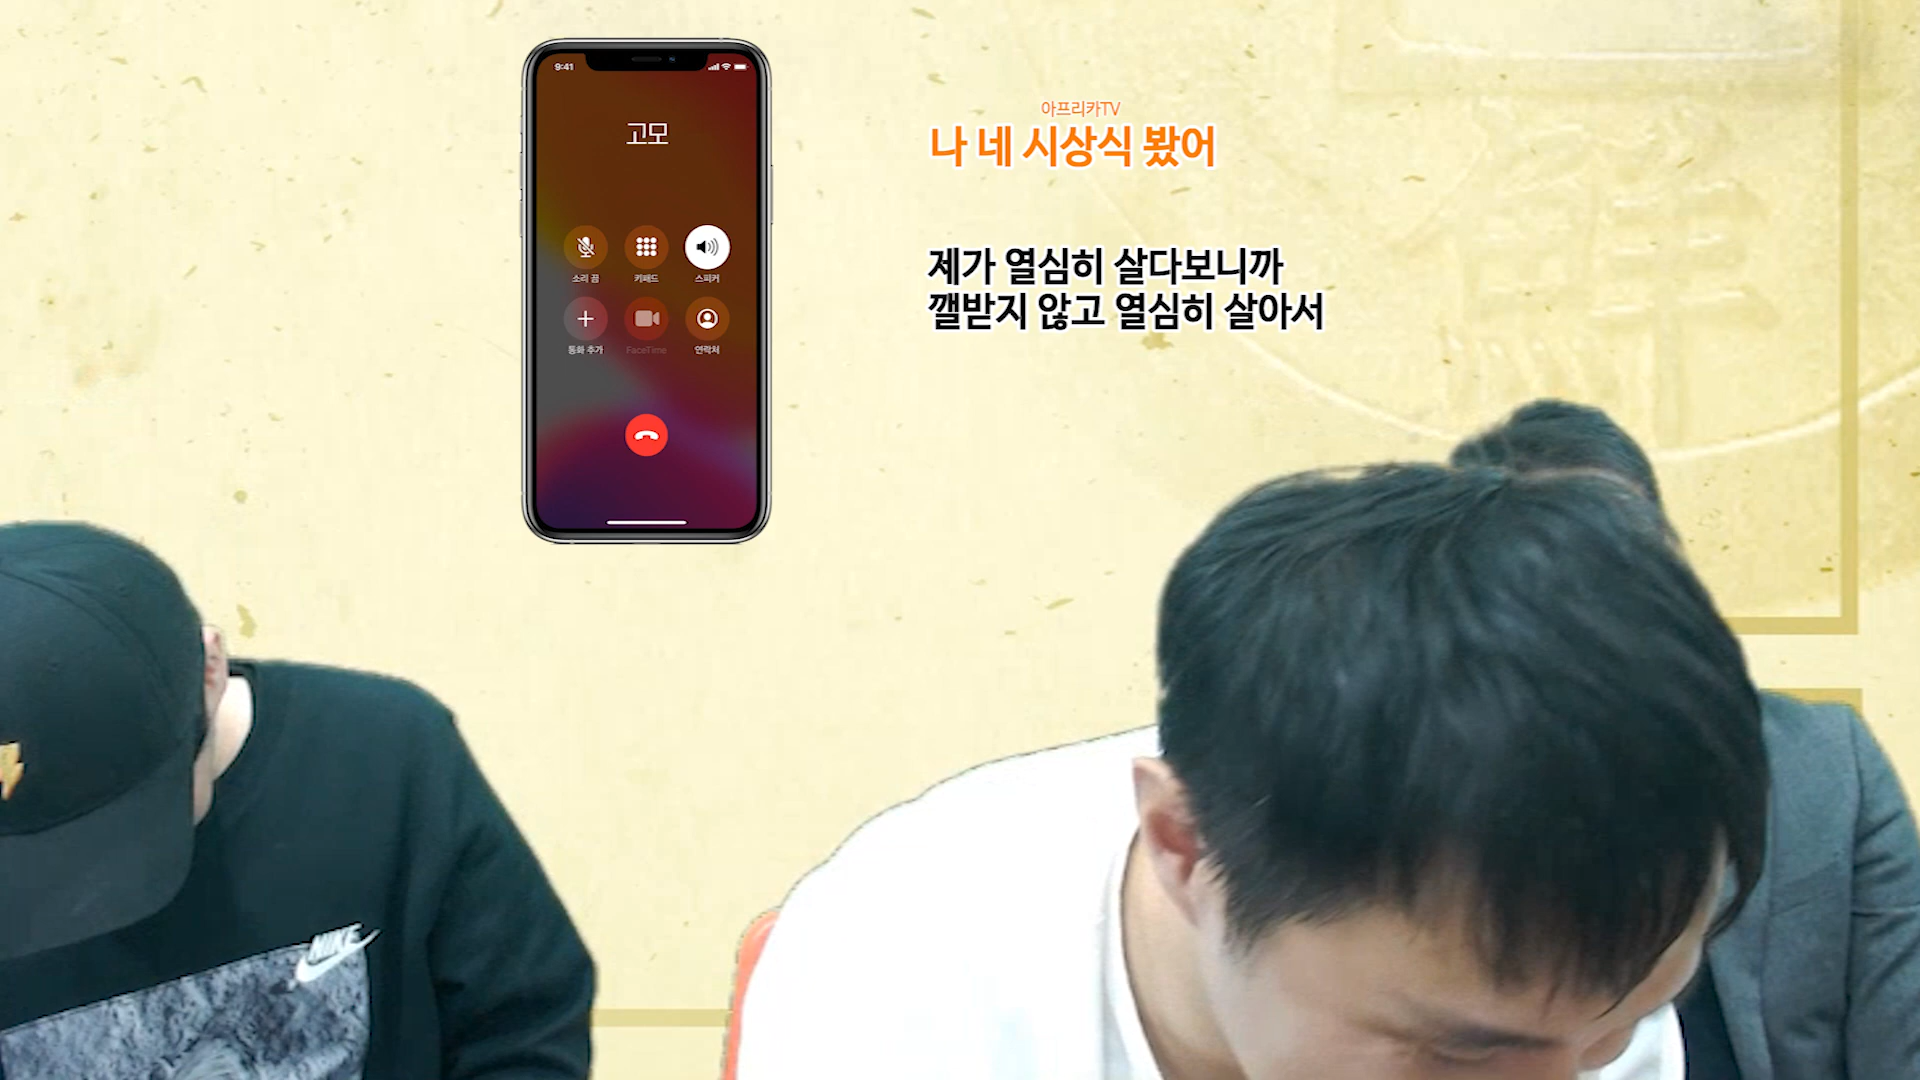 9:41
고모
소리 끔
키패드
스피커
통화 추가
FaceTime
연락처
아프리카TV
나 네 시상식 봤어
제가 열심히 살다보니까
깰받지 않고 열심히 살아서
NIKE